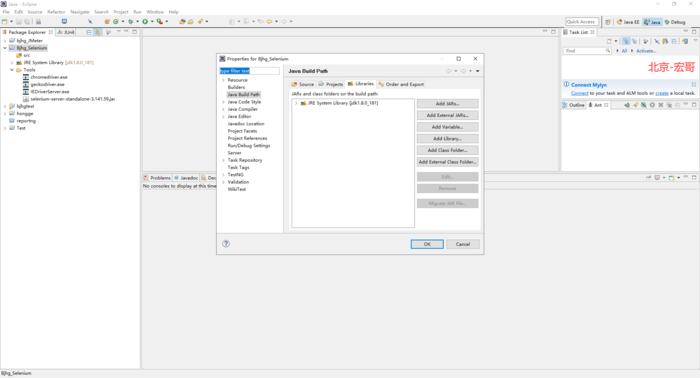 Java - Eclipse
File Edit Source Refactor Navigate Search Project Run Window Help
Quick Access
Java EE
Java
Debug
Package Explorer
JUnit
bjhg_JMeter
Bjhg_Selenium
src
JRE System Library [jdk1.8.0_181]
Tools
chromedriver.exe
geckodriver.exe
IEDriverServer.exe
selenium-server-standalone-3.141.59.jar
bjhgtest
hongge
reporting
Test
Properties for Bjhg_Selenium
type filter text
Resource
Builders
Java Build Path
Java Code Style
Java Compiler
Java Editor
Javadoc Location
Project Facets
Project References
Run/Debug Settings
Server
Task Repository
Task Tags
TestNG
Validation
WikiText
Java Build Path
Source
Projects
Libraries
Order and Export
JARs and class folders on the build path:
JRE System Library [jdk1.8.0_181]
Add JARs...
Add External JARs...
Add Variable...
Add Library...
Add Class Folder...
Add External Class Folder...
Edit...
Remove
Migrate JAR File...
OK
Cancel
Task List
Find
All
Activate...
北京-宏哥
Connect Mylyn
Connect to your task and ALM tools or create a local task.
Outline
Ant
Problems
Javadoc
Dec
No consoles to display at this time
Bjhg_Selenium